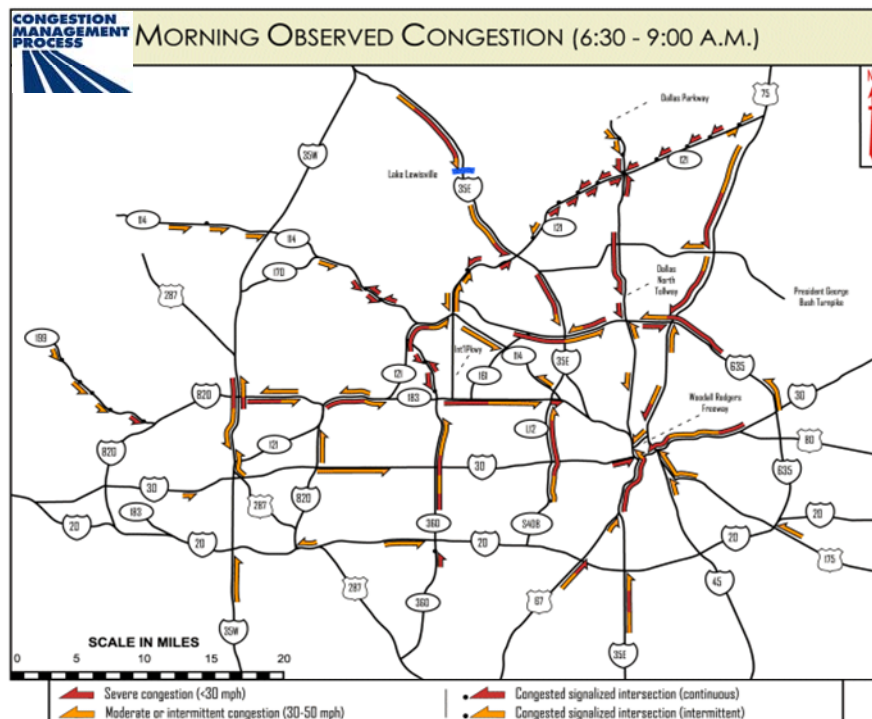 CONGESTION
MANAGEMENT
PROCESS
MORNING OBSERVED CONGESTION (6:30 - 9:00 A.M.)
N
75
Dallas Parkway
35W
121
Lake Lewisville
35E
114
121
114
170
Dallas
North
Tollway
287
President George
Bush Turnpike
199
Int'l Pkwy
114
35E
121
161
635
820
183
30
Woodall Rodgers
Freeway
L12
121
80
820
30
635
30
287
820
20
183
360
S408
20
20
20
20
20
175
287
45
360
67
35W
35E
SCALE IN MILES
0 5 10 15 20
Severe congestion (<30 mph)
Congested signalized intersection (continuous)
Moderate or intermittent congestion (30-50 mph)
Congested signalized intersection (intermittent)